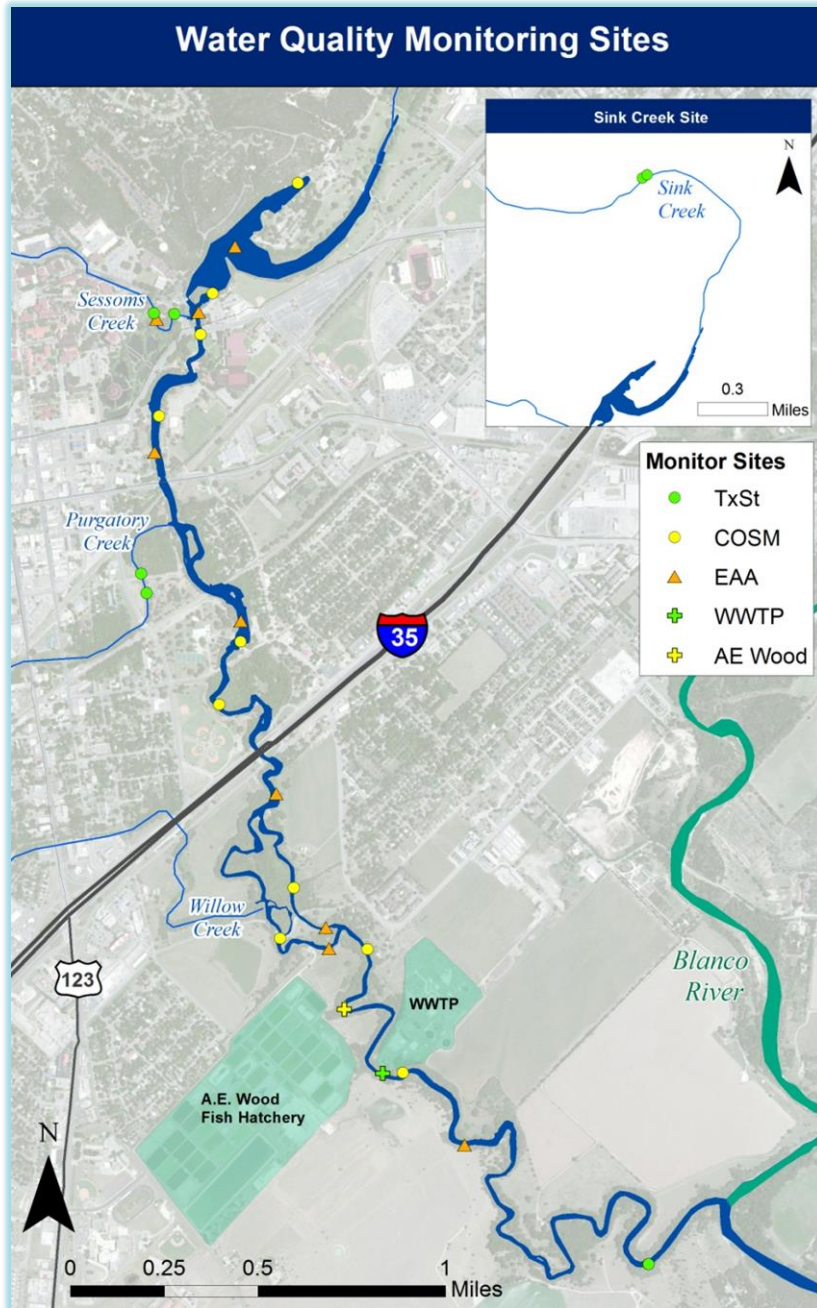 Water Quality Monitoring Sites
Sink Creek Site
N
Sink
Creek
0.3
Miles
Sessoms
Creek
Monitor Sites
TxSt
COSM
EAA
WWTP
AE Wood
Purgatory
Creek
35
Willow
Creek
123
WWTP
Blanco
River
A.E. Wood
Fish Hatchery
N
0 0.25 0.5 1
Miles